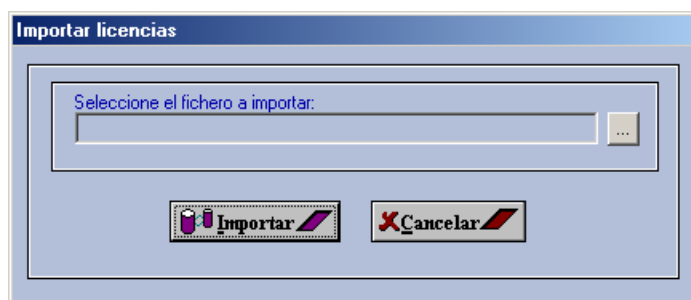 Importar licencias
Seleccione el fichero a importar:
...
Importar
Cancelar